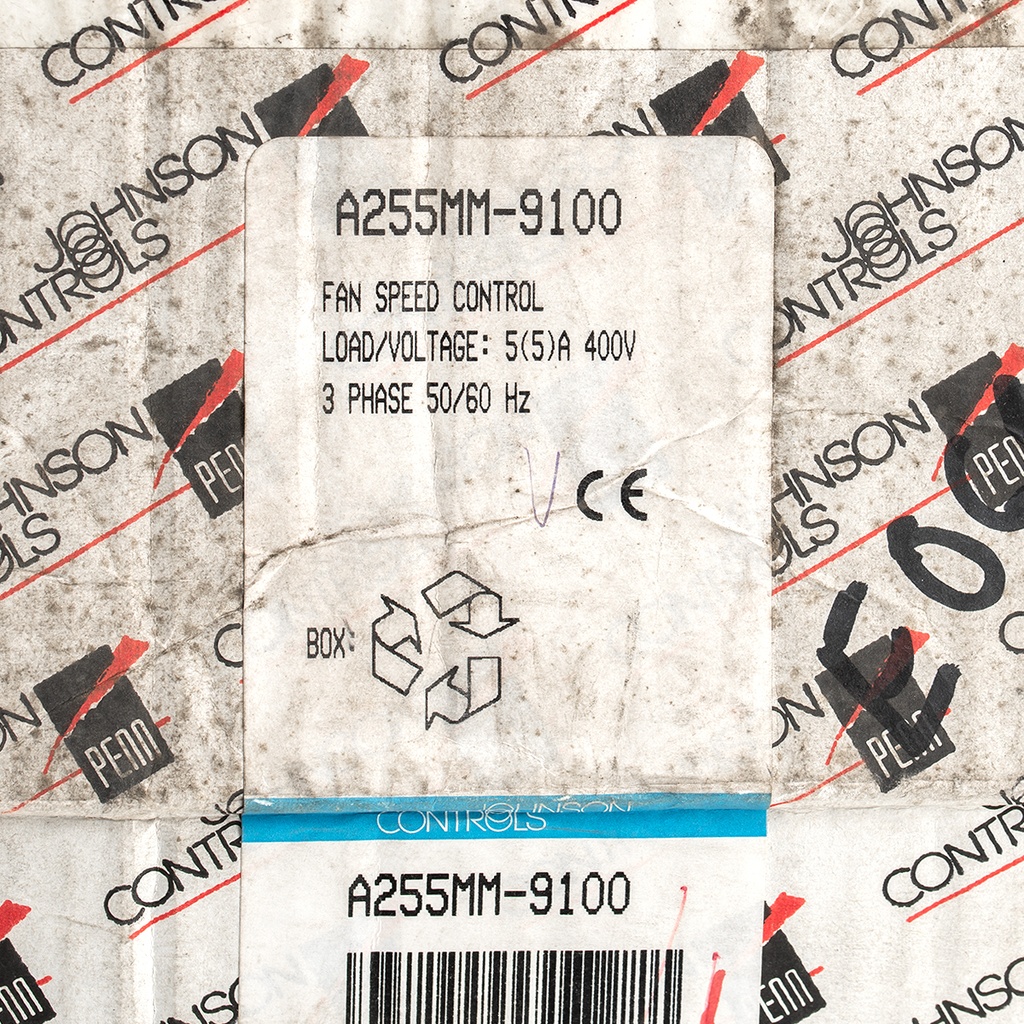 A255MM-9100
FAN SPEED CONTROL
LOAD/VOLTAGE: 5(5)A 400V
3 PHASE 50/60 Hz
CE
BOX:
JOHNSON
CONTROLS
A255MM-9100
JOHNSON
CONTROLS
PENN
PENN